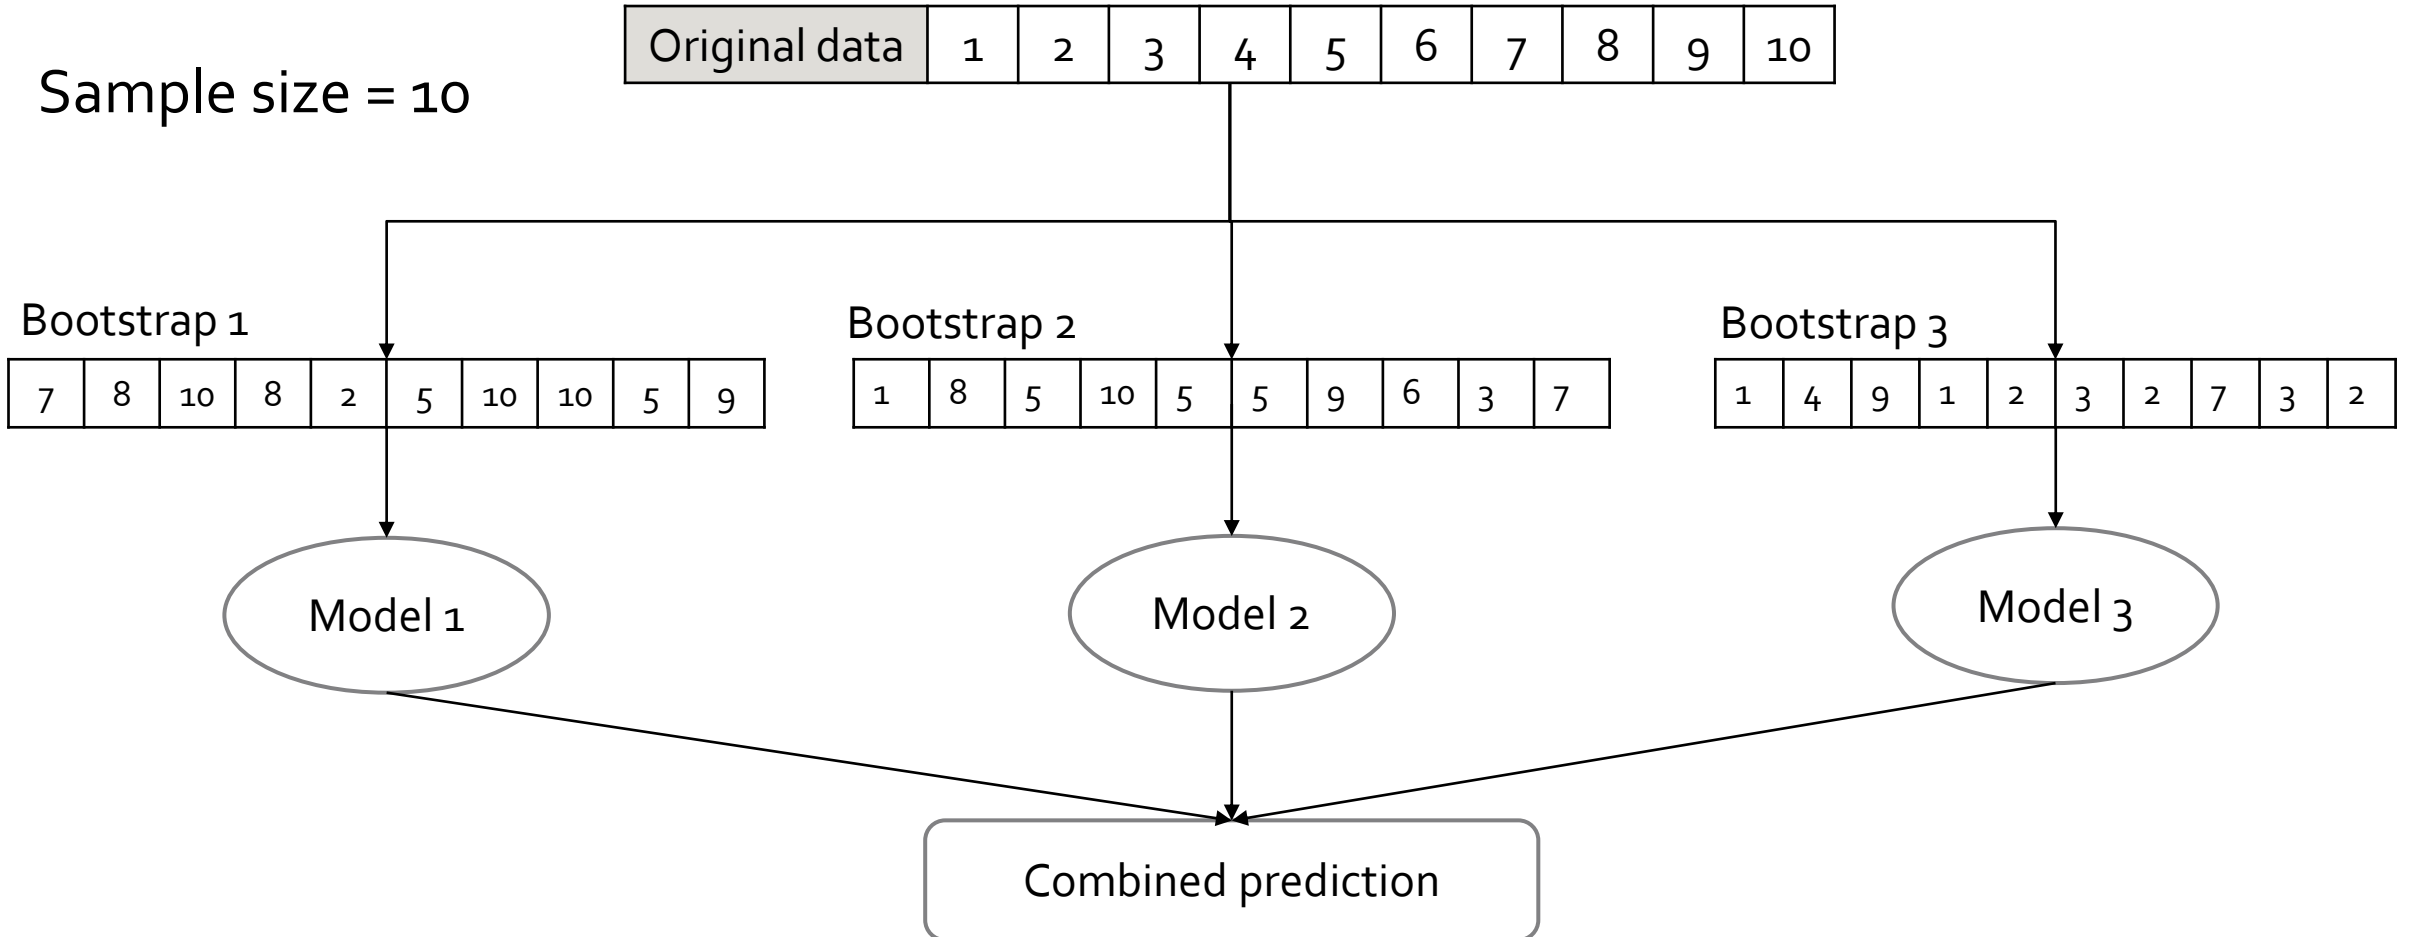 Original data 1 2 3 4 5 6 7 8 9 10
Sample size = 10
Bootstrap 1
7 8 10 8 2 5 10 10 5 9
Bootstrap 2
1 8 5 10 5 5 9 6 3 7
Bootstrap 3
1 4 9 1 2 3 2 7 3 2
Model 1
Model 2
Model 3
Combined prediction